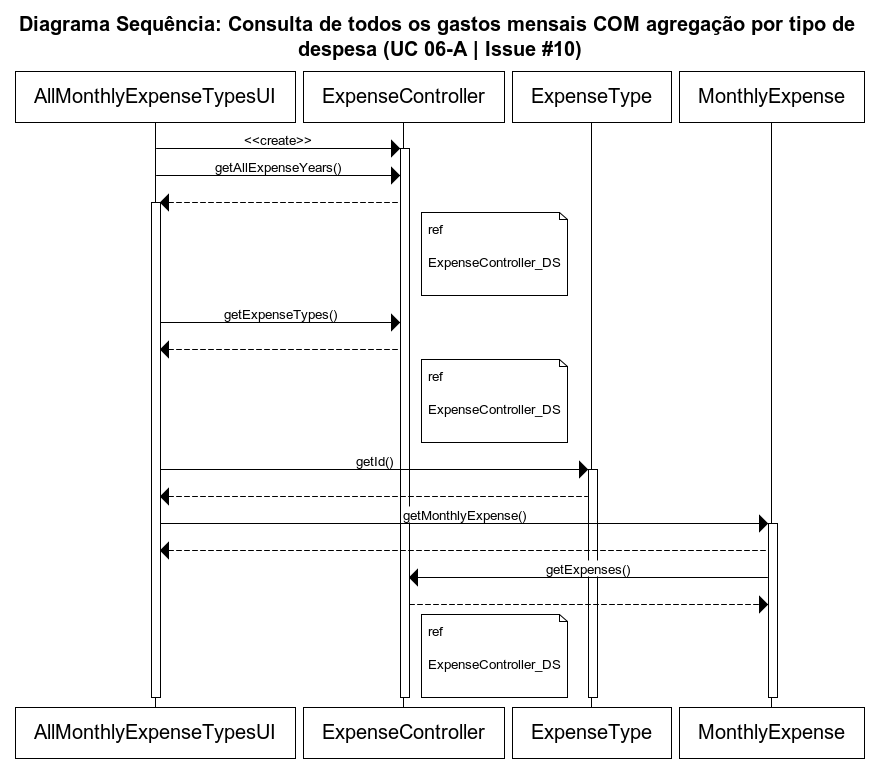 Diagrama Sequência: Consulta de todos os gastos mensais COM agregação por tipo de
despesa (UC 06-A | Issue #10)
AllMonthlyExpenseTypesUI
ExpenseController
ExpenseType
MonthlyExpense
<<create>>
getAllExpenseYears()
ref
ExpenseController_DS
getExpenseTypes()
ref
ExpenseController_DS
getId()
getMonthlyExpense()
getExpenses()
ref
ExpenseController_DS
AllMonthlyExpenseTypesUI
ExpenseController
ExpenseType
MonthlyExpense